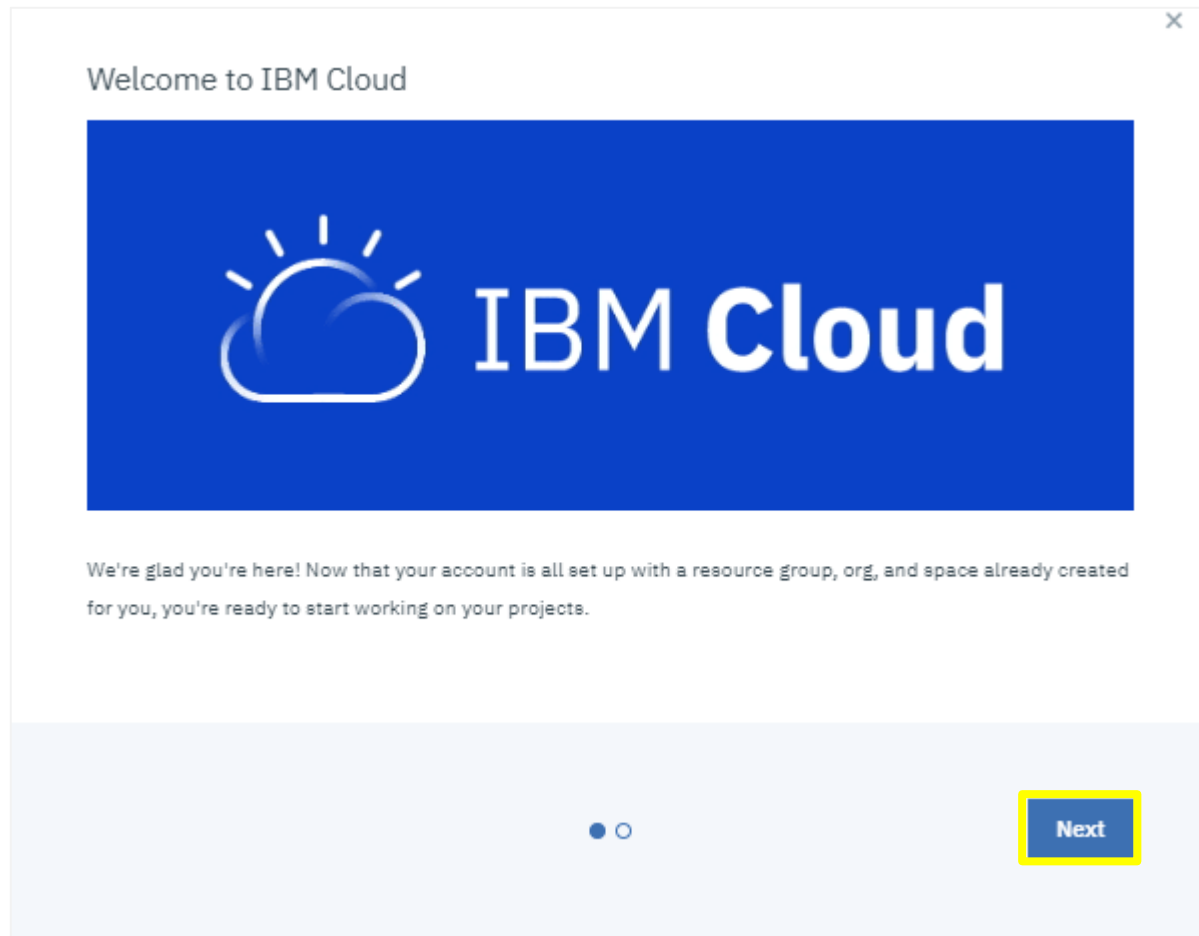 Welcome to IBM Cloud
IBM Cloud
We're glad you're here! Now that your account is all set up with a resource group, org, and space already created
for you, you're ready to start working on your projects.
Next